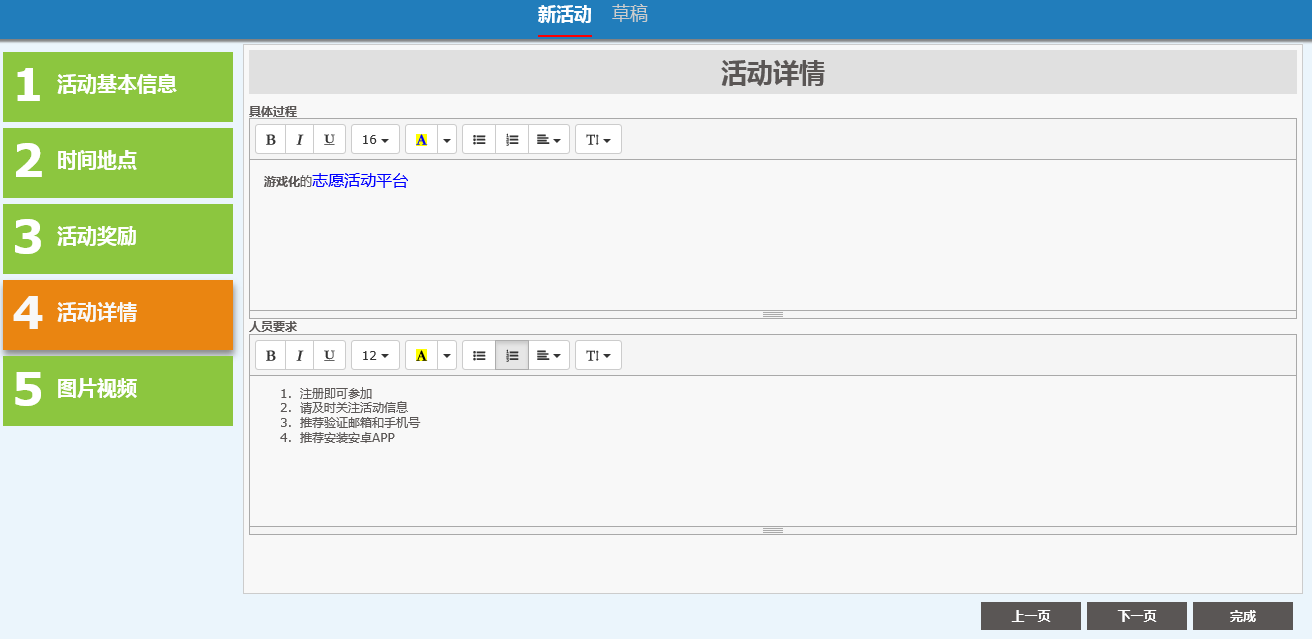 新活动 草稿
1 活动基本信息
2 时间地点
3 活动奖励
4 活动详情
5 图片视频
活动详情
具体过程
B I U 16 A TI
游戏化的志愿活动平台
人员要求
B I U 12 A TI
1. 注册即可参加
2. 请及时关注活动信息
3. 推荐验证邮箱和手机号
4. 推荐安装安卓APP
上一页 下一页 完成